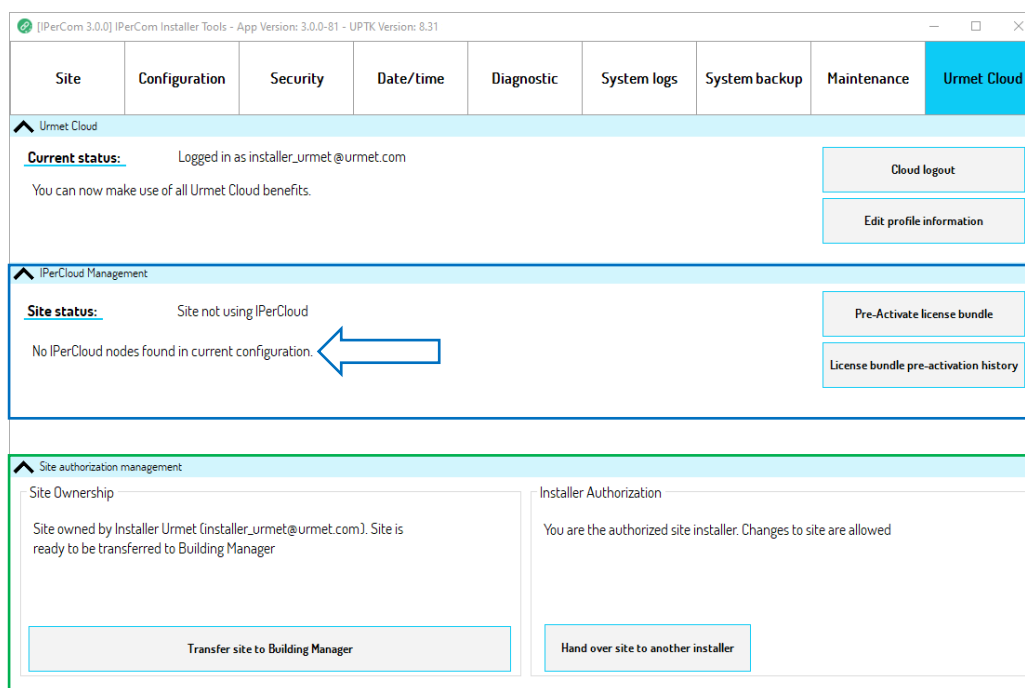 [IPerCom 3.0.0] IPerCom Installer Tools - App Version: 3.0.0-81 - UPTK Version: 8.31
Site Configuration Security Date/time Diagnostic System logs System backup Maintenance Urmet Cloud
Urmet Cloud
Current status: Logged in as installer_urmet@urmet.com
Cloud logout
You can now make use of all Urmet Cloud benefits.
Edit profile information
IPerCloud Management
Site status: Site not using IPerCloud
Pre-Activate license bundle
No IPerCloud nodes found in current configuration.
License bundle pre-activation history
Site authorization management
Site Ownership
Site owned by Installer Urmet (installer_urmet@urmet.com). Site is
ready to be transferred to Building Manager
Transfer site to Building Manager
Installer Authorization
You are the authorized site installer. Changes to site are allowed
Hand over site to another installer